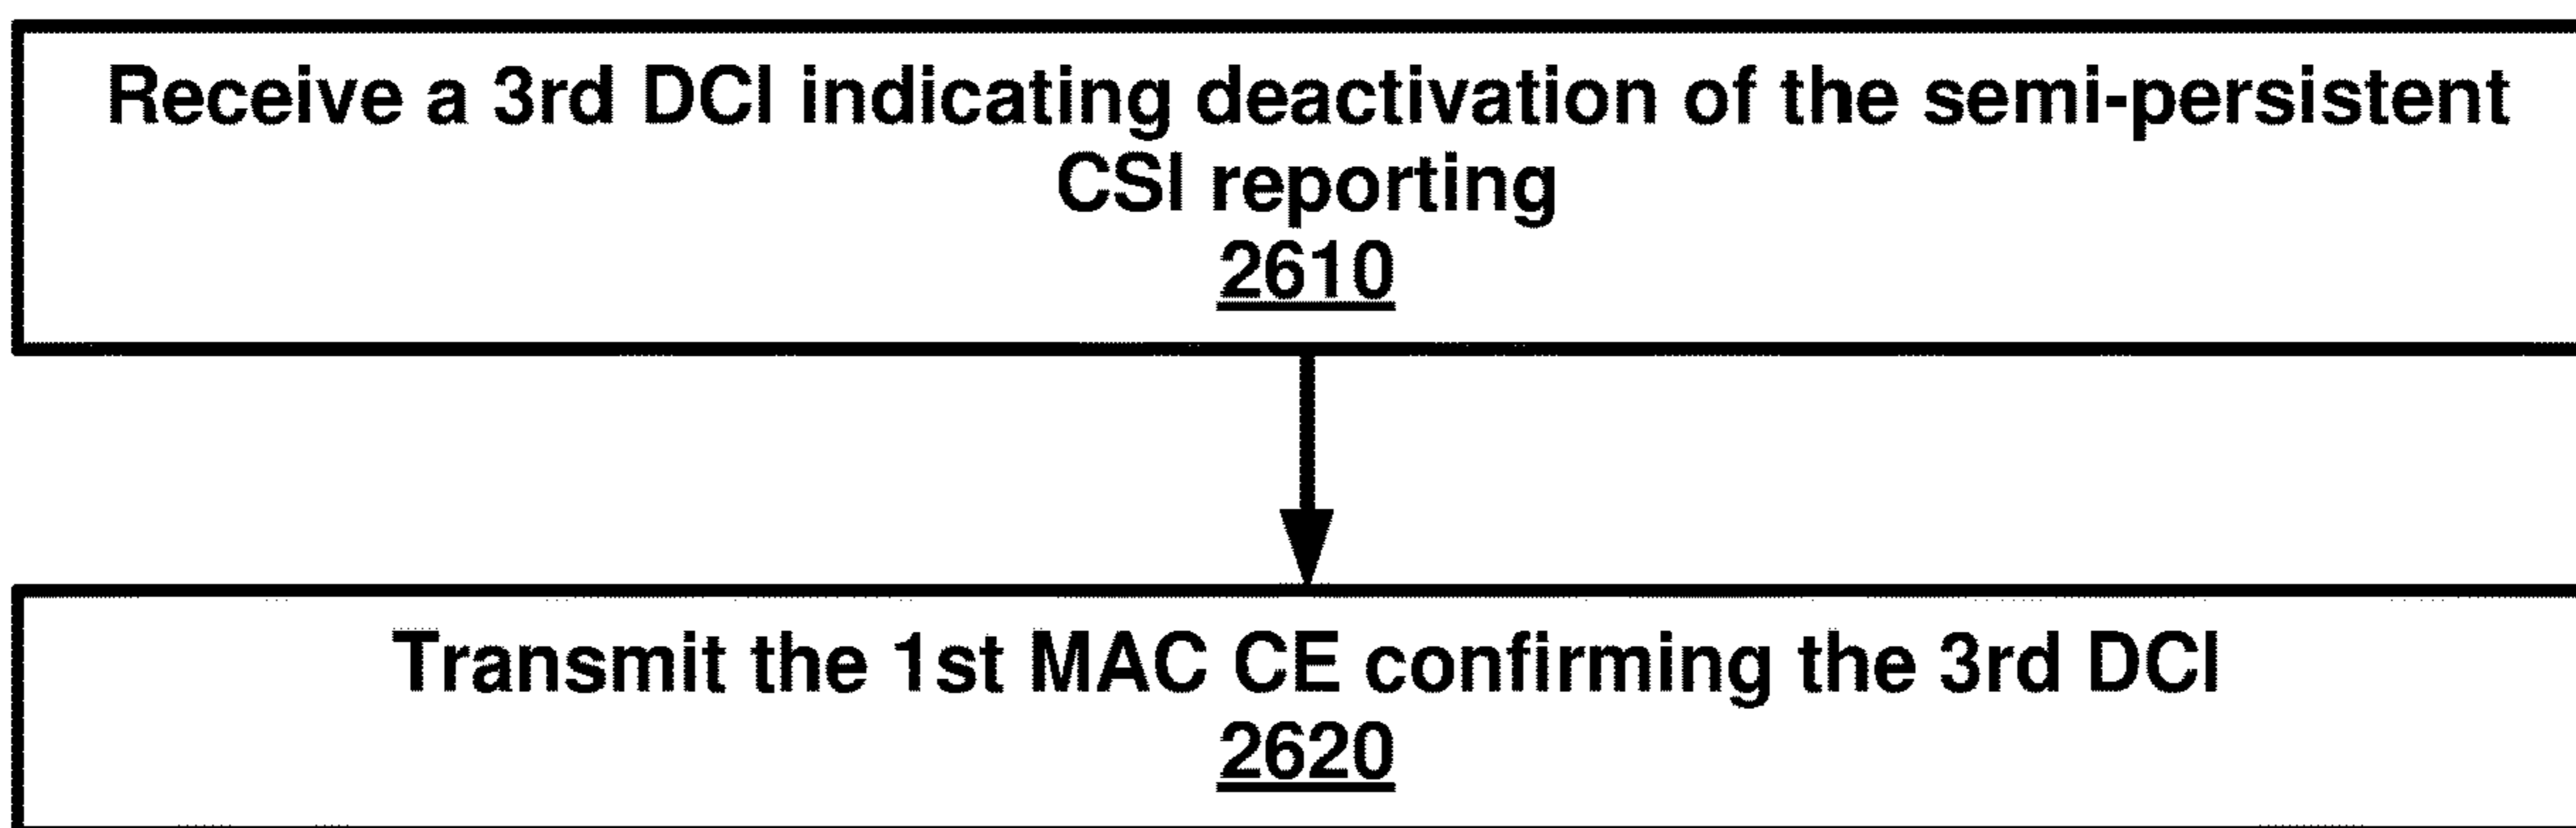 Receive a 3rd DCI indicating deactivation of the semi-persistent
CSI reporting
2610
Transmit the 1st MAC CE confirming the 3rd DCI
2620